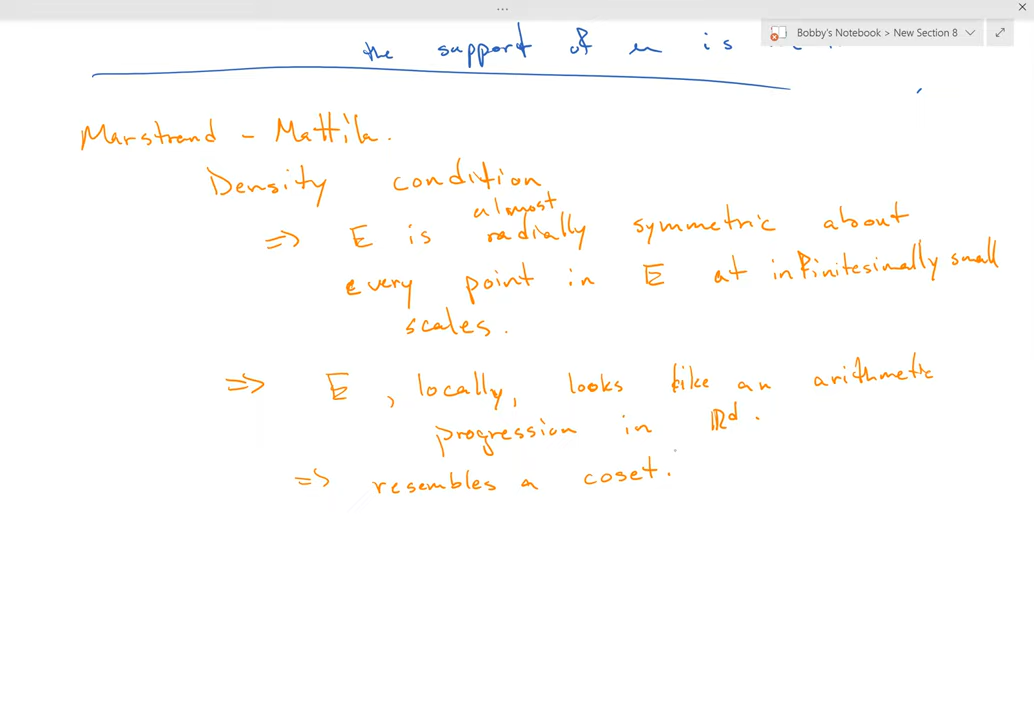 ...
Bobby's Notebook > New Section 8
the support of m is
Marstrand - Mattila.
Density condition
almost
=> E is radially symmetric about
every point in E at infinitesimally small
scales.
=> E, locally, looks like an arithmetic
progression in ℝᵈ.
=> resembles a coset.